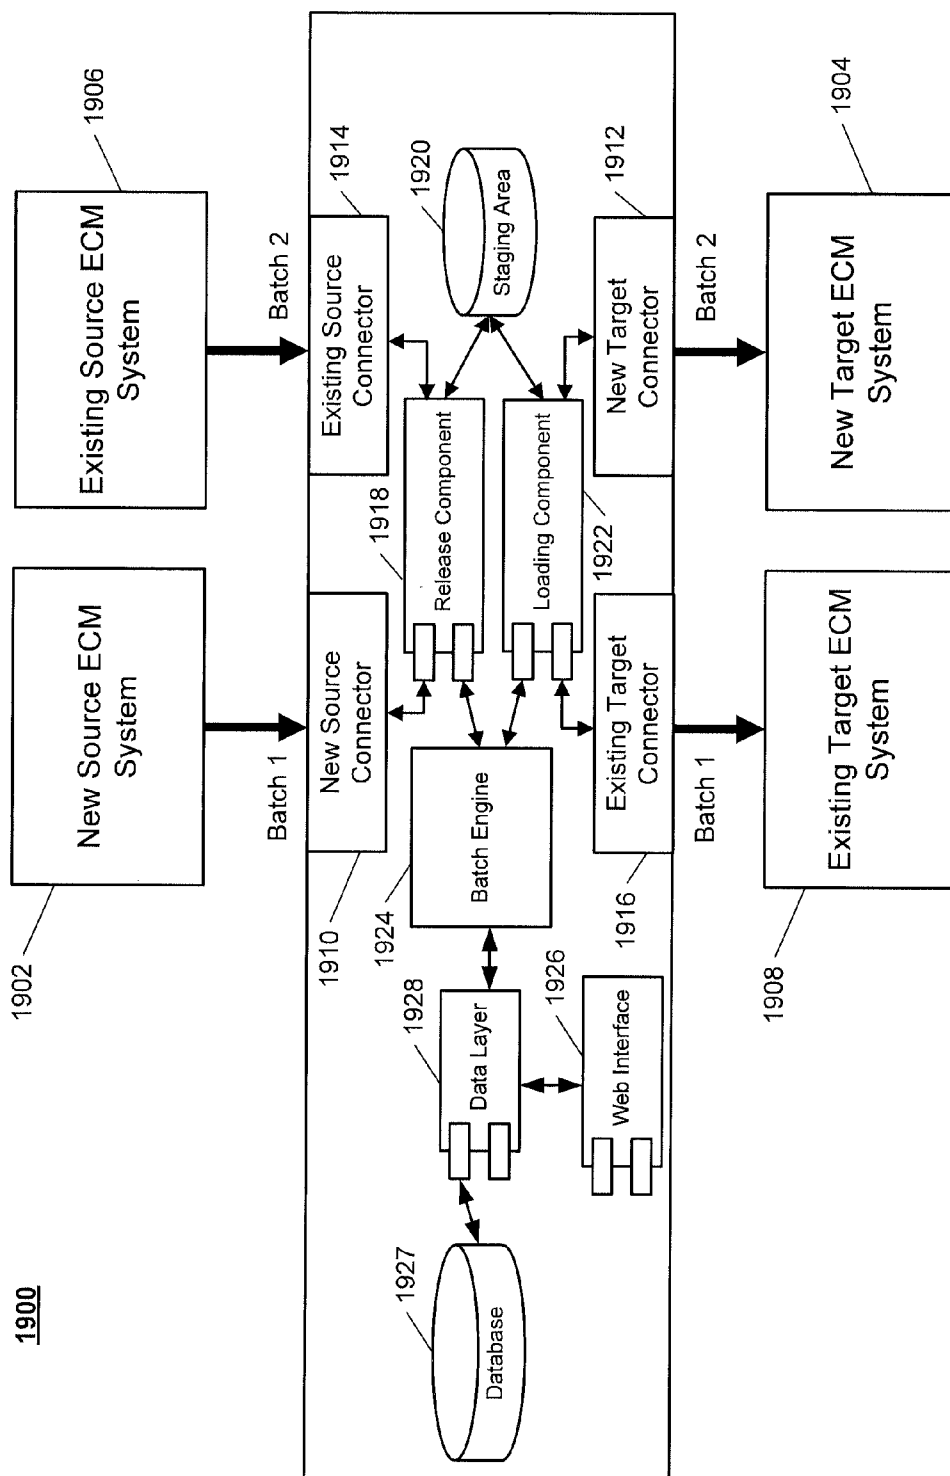 1900
1902
New Source ECM
System
1906
Existing Source ECM
System
Batch 1
Batch 2
1910
New Source
Connector
1914
Existing Source
Connector
1918
Release Component
1920
Staging Area
1927
Database
1928
Data Layer
1924
Batch Engine
1922
Loading Component
1926
Web Interface
1916
Existing Target
Connector
1912
New Target
Connector
Batch 1
Batch 2
1908
Existing Target ECM
System
1904
New Target ECM
System